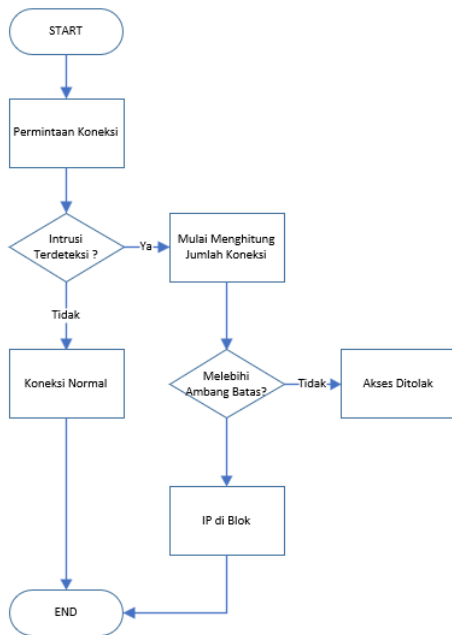 START
Permintaan Koneksi
Intrusi
Terdeteksi ?
Ya
Mulai Menghitung
Jumlah Koneksi
Tidak
Koneksi Normal
Melebihi
Ambang Batas?
Tidak
Akses Ditolak
IP di Blok
END